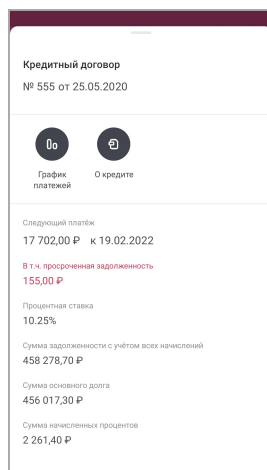 Кредитный договор
№ 555 от 25.05.2020
График
платежей
О кредите
Следующий платёж
17 702,00 ₽ к 19.02.2022
В т.ч. просроченная задолженность
155,00 ₽
Процентная ставка
10.25%
Сумма задолженности с учётом всех начислений
458 278,70 ₽
Сумма основного долга
456 017,30 ₽
Сумма начисленных процентов
2 261,40 ₽